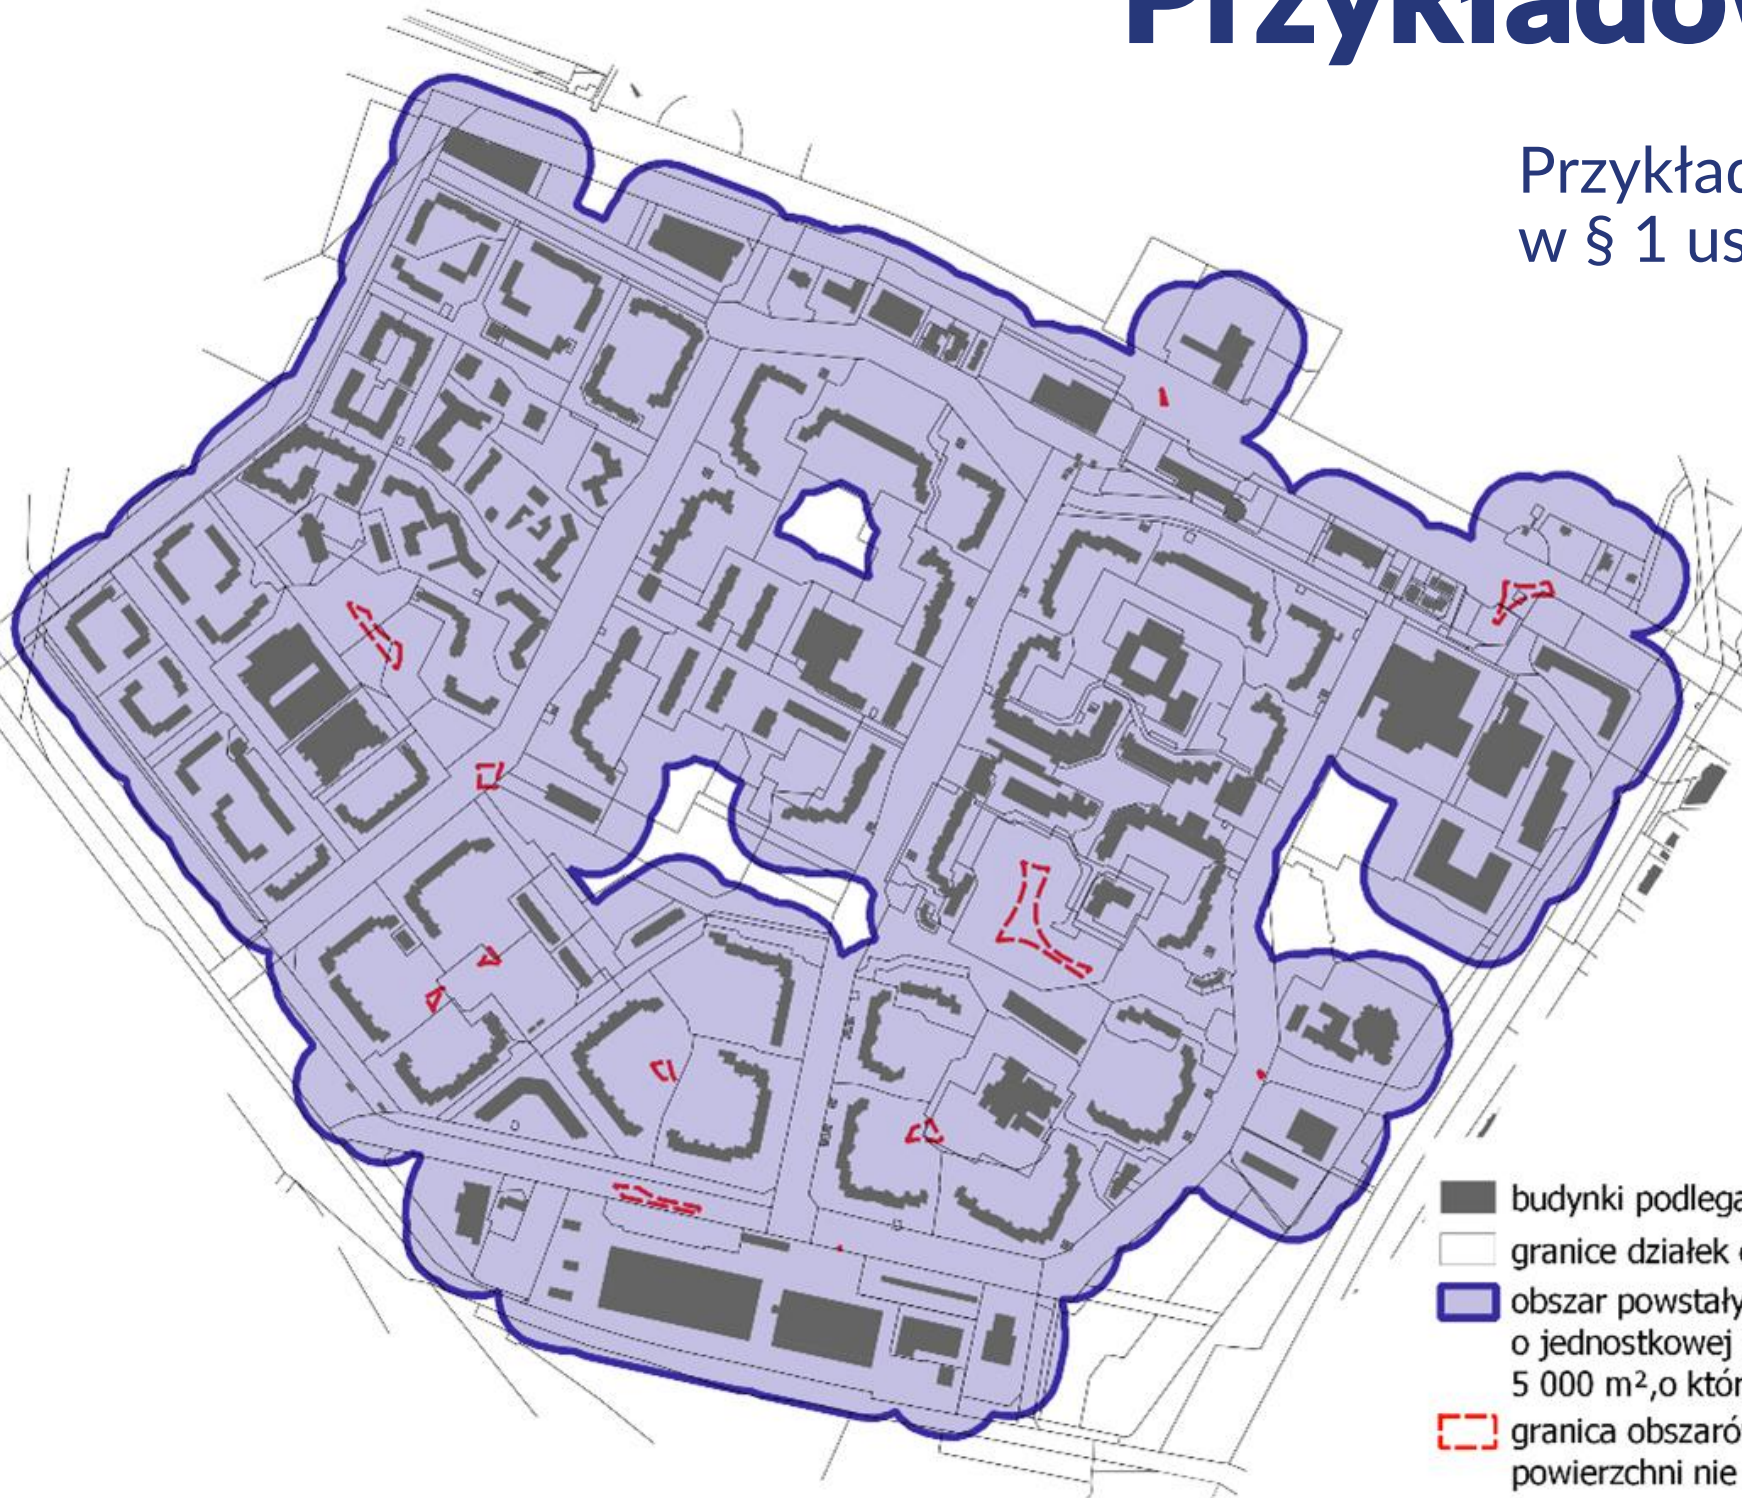 Przykładow
Przykład
w § 1 us
budynki podlega
granice działek
obszar powstały
o jednostkowej
5 000 m²,o któr
granica obszaró
powierzchni nie